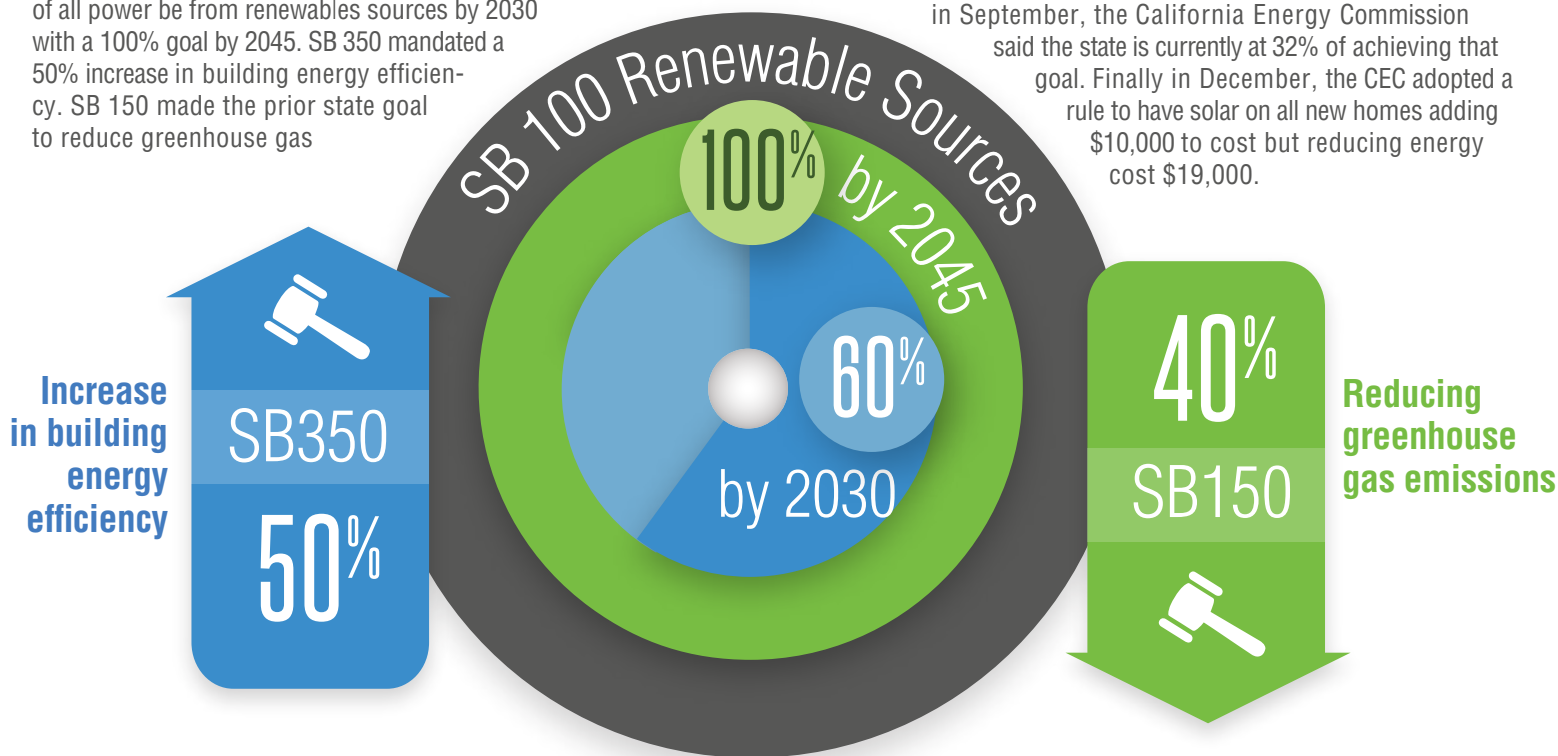 of all power be from renewables sources by 2030
with a 100% goal by 2045. SB 350 mandated a
50% increase in building energy efficien-
cy. SB 150 made the prior state goal
to reduce greenhouse gas
in September, the California Energy Commission
said the state is currently at 32% of achieving that
goal. Finally in December, the CEC adopted a
rule to have solar on all new homes adding
$10,000 to cost but reducing energy
cost $19,000.
SB 100 Renewable Sources
100%
by 2045
60%
by 2030
Increase
in building
energy
efficiency
SB350
50%
40%
SB150
Reducing
greenhouse
gas emissions